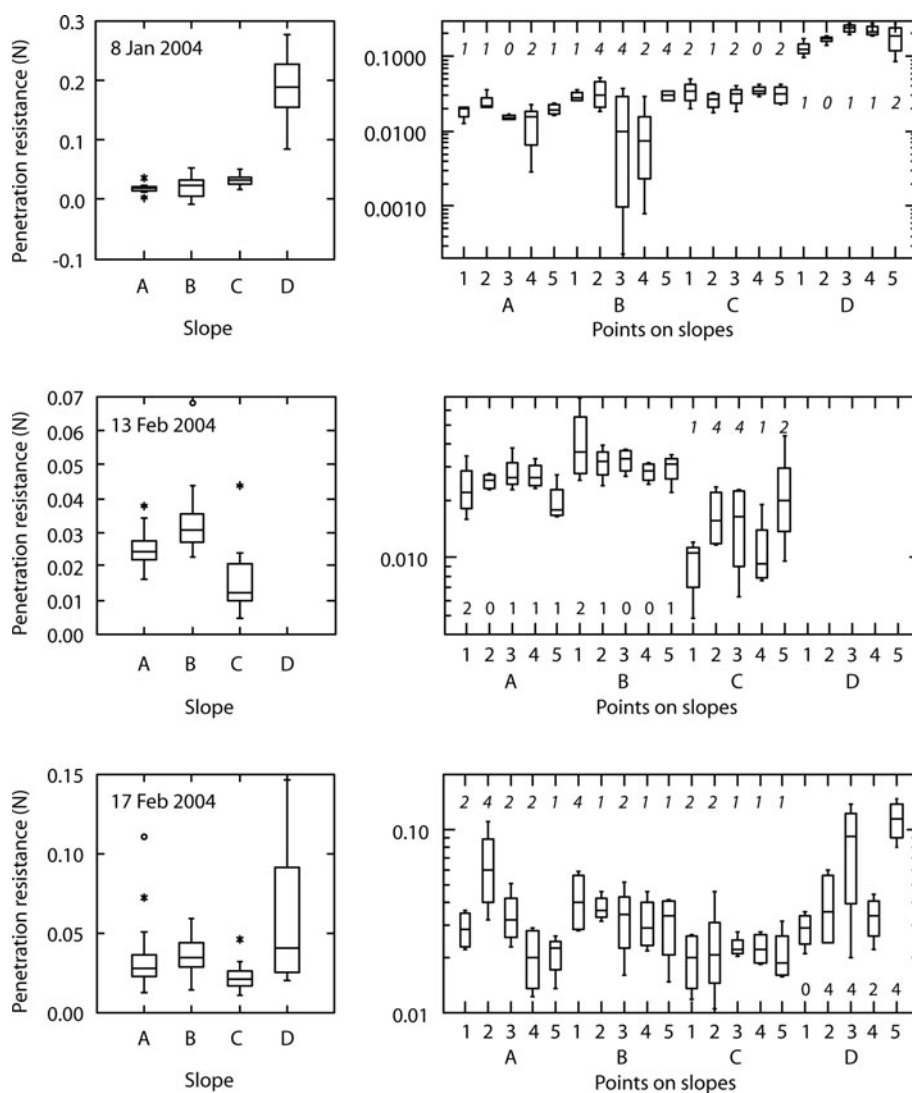 Penetration resistance (N)
0.3
0.2
0.1
0.0
-0.1
8 Jan 2004
A B C D
Slope
0.1000
0.0100
0.0010
1 1 0 2 1 1 4 4 2 4 2 1 2 0 2
1 0 1 1 2
1 2 3 4 5 1 2 3 4 5 1 2 3 4 5 1 2 3 4 5
A B C D
Points on slopes
Penetration resistance (N)
0.07
0.06
0.05
0.04
0.03
0.02
0.01
0.00
13 Feb 2004
A B C D
Slope
0.010
1 4 4 1 2
2 0 1 1 1 2 1 0 0 1
1 2 3 4 5 1 2 3 4 5 1 2 3 4 5 1 2 3 4 5
A B C D
Points on slopes
Penetration resistance (N)
0.15
0.10
0.05
0.00
17 Feb 2004
A B C D
Slope
0.10
0.01
2 4 2 2 1 4 1 2 1 1 2 2 1 1 1
0 4 4 2 4
1 2 3 4 5 1 2 3 4 5 1 2 3 4 5 1 2 3 4 5
A B C D
Points on slopes